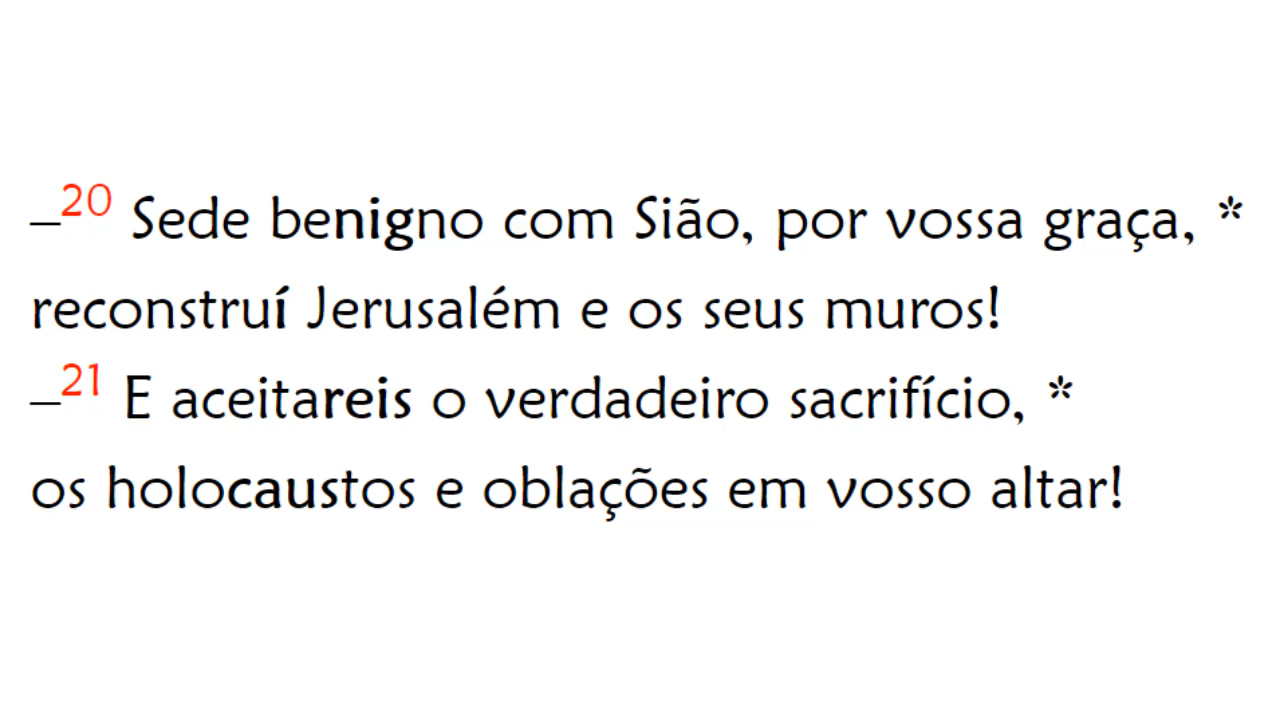 –20 Sede benigno com Sião, por vossa graça, *
reconstruí Jerusalém e os seus muros!
–21 E aceitareis o verdadeiro sacrifício, *
os holocaustos e oblações em vosso altar!